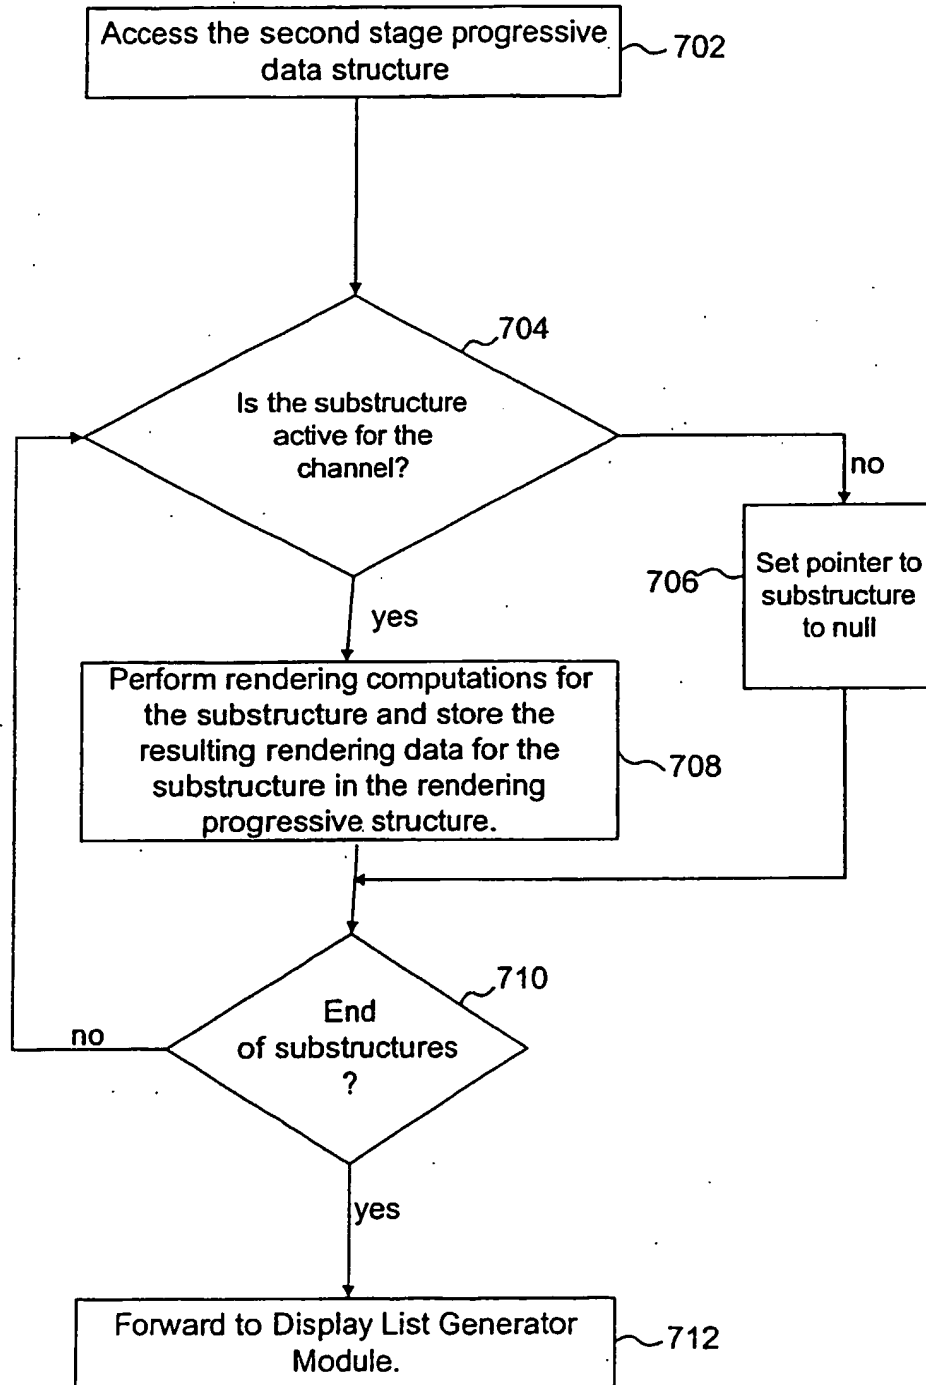 Access the second stage progressive
data structure
702
704
Is the substructure
active for the
channel?
no
706
Set pointer to
substructure
to null
yes
Perform rendering computations for
the substructure and store the
resulting rendering data for the
substructure in the rendering
progressive structure.
708
710
End
of substructures
?
no
yes
Forward to Display List Generator
Module.
712